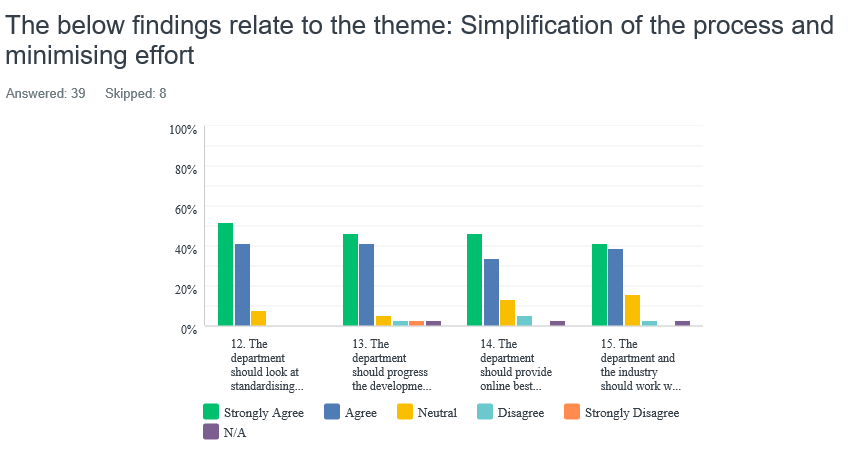 The below findings relate to the theme: Simplification of the process and
minimising effort
Answered: 39 Skipped: 8
100%
80%
60%
40%
20%
0%
12. The
department
should look at
standardising...
13. The
department
should progress
the developme...
14. The
department
should provide
online best...
15. The
department and
the industry
should work w...
Strongly Agree Agree Neutral Disagree Strongly Disagree
N/A